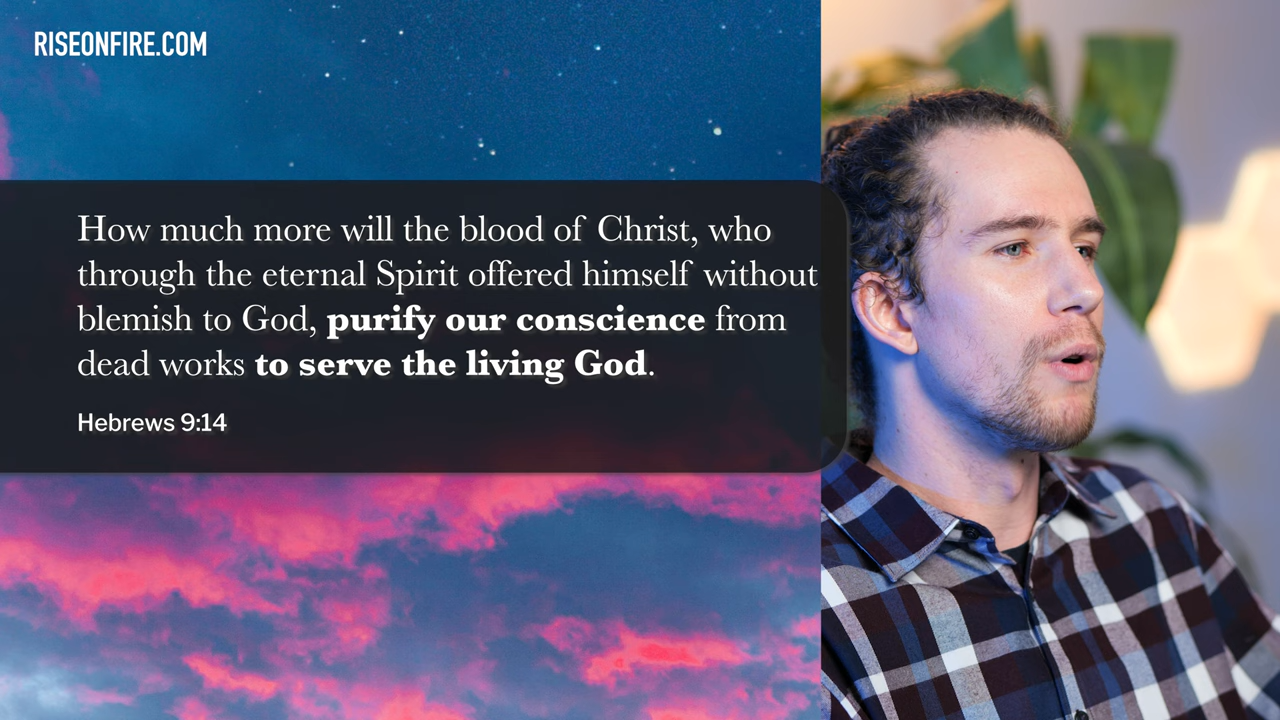 RISEONFIRE.COM
How much more will the blood of Christ, who
through the eternal Spirit offered himself without
blemish to God, purify our conscience from
dead works to serve the living God.
Hebrews 9:14